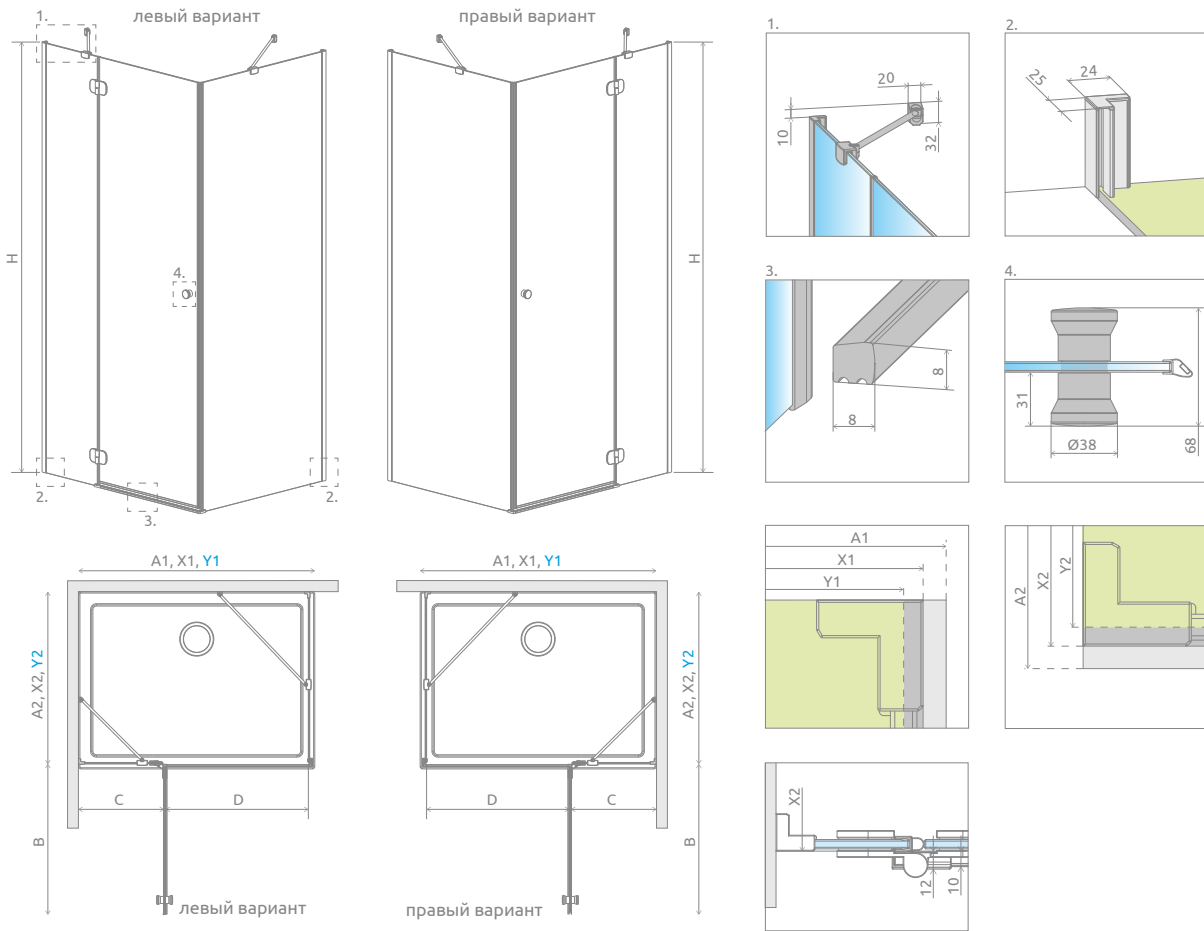 1.
левый вариант
правый вариант
H
4.
2.
3.
2.
H
1.
20
10
32
2.
25
24
3.
8
8
4.
31
Ø38
68
A1, X1, Y1
A2, X2, Y2
C
D
B
левый вариант
A1, X1, Y1
A2, X2, Y2
D
C
B
правый вариант
A1
X1
Y1
A2
X2
Y2
X2
12
10